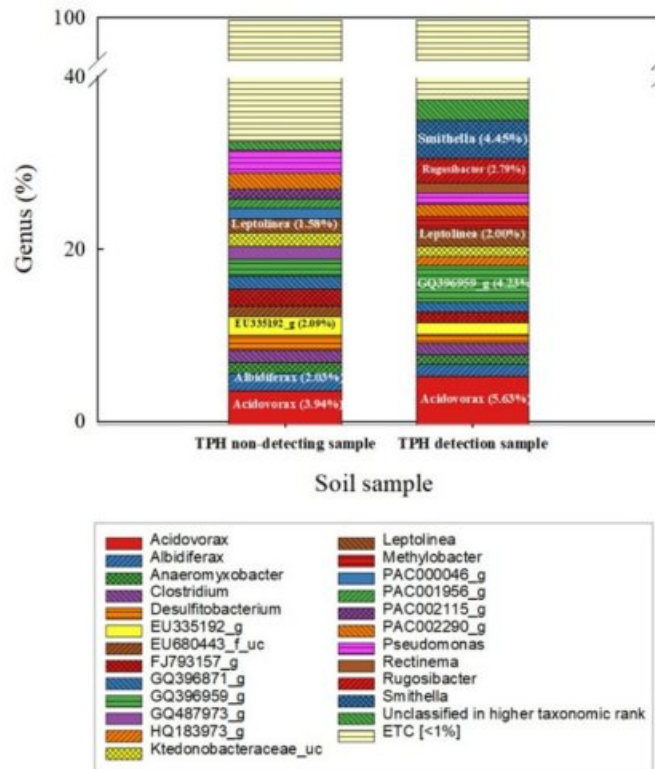 100
40
20
0
Genus (%)
Smithella (4.45%)
Rugosibacter (2.79%)
Leptolinea (1.58%)
Leptolinea (2.00%)
GQ396959_g (4.23%)
EU335192_g (2.09%)
Albidiferax (2.03%)
Acidovorax (3.94%)
Acidovorax (5.63%)
TPH non-detecting sample
TPH detection sample
Soil sample
Acidovorax
Albidiferax
Anaeromyxobacter
Clostridium
Desulfitobacterium
EU335192_g
EU680443_f_uc
FJ793157_g
GQ396871_g
GQ396959_g
GQ487973_g
HQ183973_g
Ktedonobacteraceae_uc
Leptolinea
Methylobacter
PAC000046_g
PAC001956_g
PAC002115_g
PAC002290_g
Pseudomonas
Rectinema
Rugosibacter
Smithella
Unclassified in higher taxonomic rank
ETC [<1%]